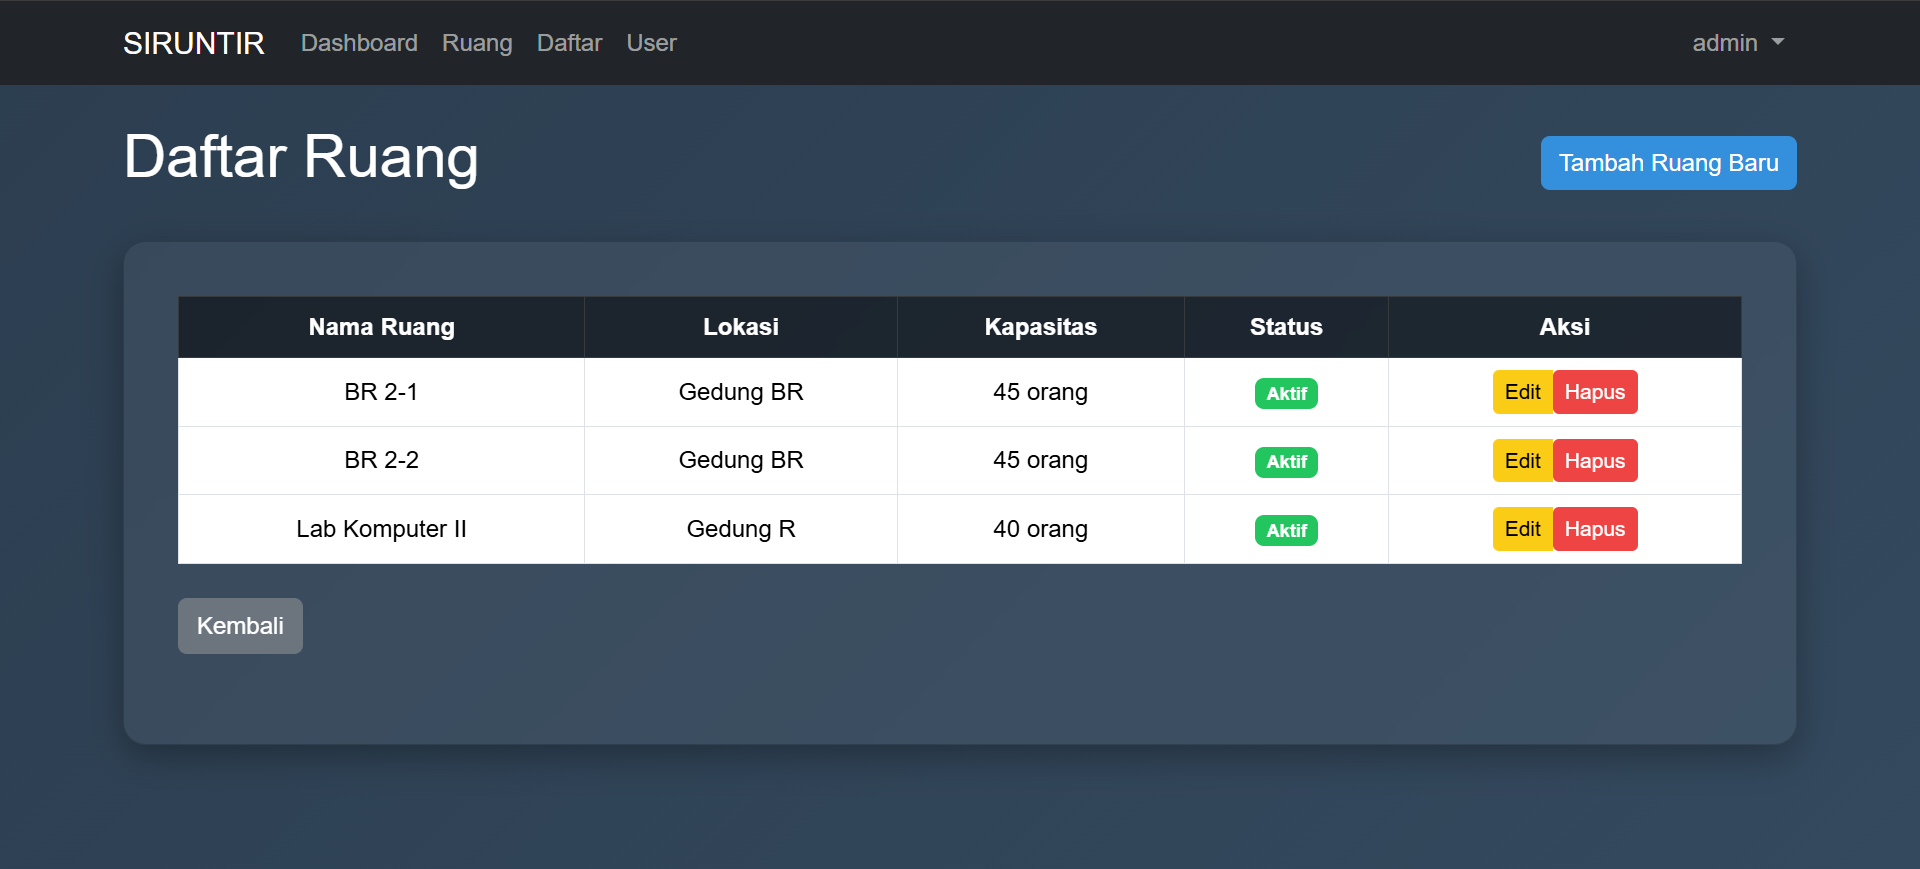 SIRUNTIR Dashboard Ruang Daftar User admin
Daftar Ruang
Tambah Ruang Baru
Nama Ruang Lokasi Kapasitas Status Aksi
BR 2-1 Gedung BR 45 orang Aktif Edit Hapus
BR 2-2 Gedung BR 45 orang Aktif Edit Hapus
Lab Komputer II Gedung R 40 orang Aktif Edit Hapus
Kembali